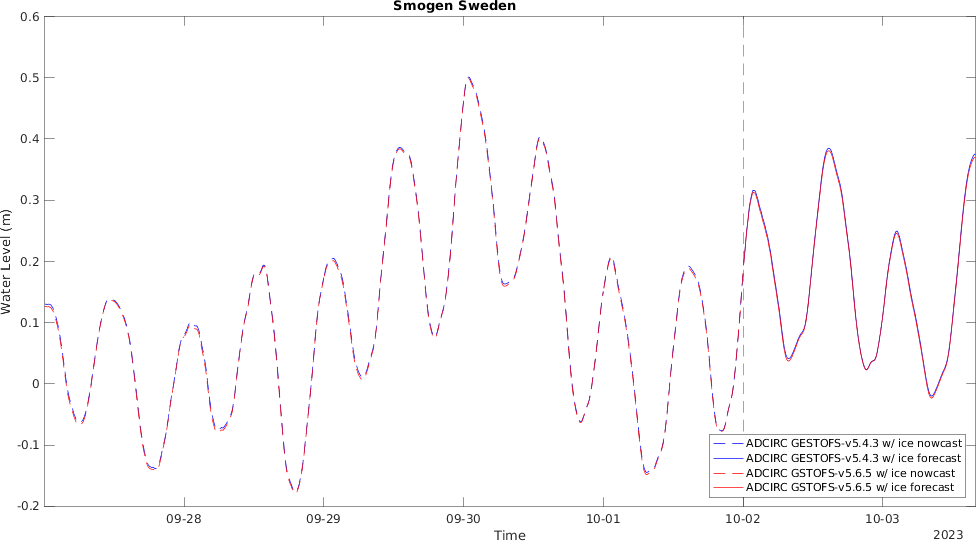 Smogen Sweden
0.6
0.5
0.4
0.3
0.2
0.1
0
-0.1
-0.2
Water Level (m)
09-28 09-29 09-30 10-01 10-02 10-03
Time
2023
ADCIRC GESTOFS-v5.4.3 w/ ice nowcast
ADCIRC GESTOFS-v5.4.3 w/ ice forecast
ADCIRC GSTOFS-v5.6.5 w/ ice nowcast
ADCIRC GSTOFS-v5.6.5 w/ ice forecast